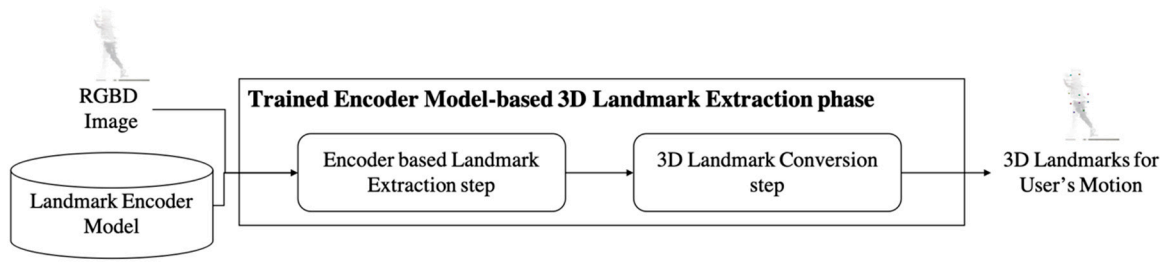 RGBD
Image
Landmark Encoder
Model
Trained Encoder Model-based 3D Landmark Extraction phase
Encoder based Landmark
Extraction step
3D Landmark Conversion
step
3D Landmarks for
User's Motion